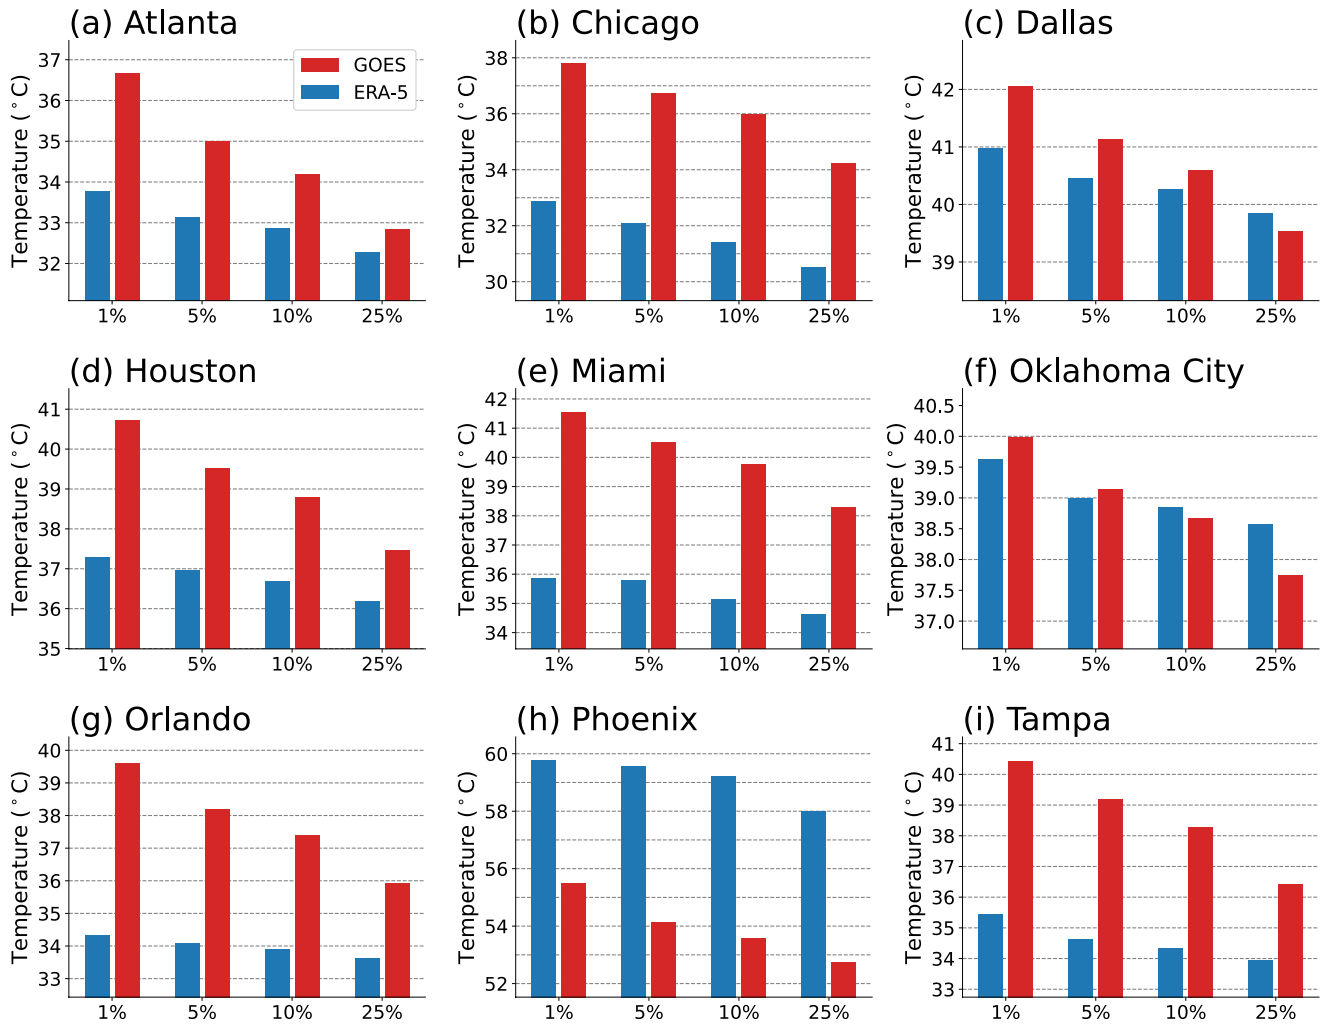 (a) Atlanta
Temperature (°C)
37
36
35
34
33
32
1% 5% 10% 25%
GOES
ERA-5
(b) Chicago
Temperature (°C)
38
36
34
32
30
1% 5% 10% 25%
(c) Dallas
Temperature (°C)
42
41
40
39
1% 5% 10% 25%
(d) Houston
Temperature (°C)
41
40
39
38
37
36
35
1% 5% 10% 25%
(e) Miami
Temperature (°C)
42
41
40
39
38
37
36
35
34
1% 5% 10% 25%
(f) Oklahoma City
Temperature (°C)
40.5
40.0
39.5
39.0
38.5
38.0
37.5
37.0
1% 5% 10% 25%
(g) Orlando
Temperature (°C)
40
39
38
37
36
35
34
33
1% 5% 10% 25%
(h) Phoenix
Temperature (°C)
60
58
56
54
52
1% 5% 10% 25%
(i) Tampa
Temperature (°C)
41
40
39
38
37
36
35
34
33
1% 5% 10% 25%